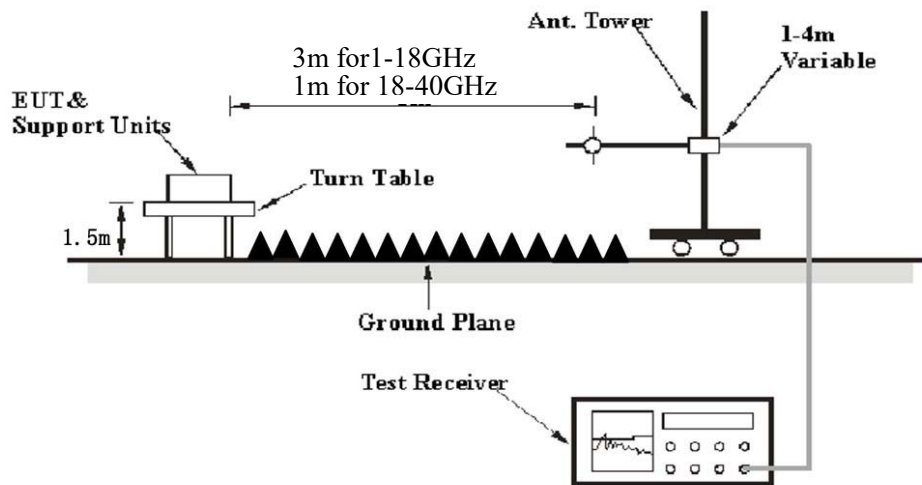 Ant. Tower
1-4m
Variable
3m for1-18GHz
1m for 18-40GHz
EUT&
Support Units
Turn Table
1.5m
Ground Plane
Test Receiver